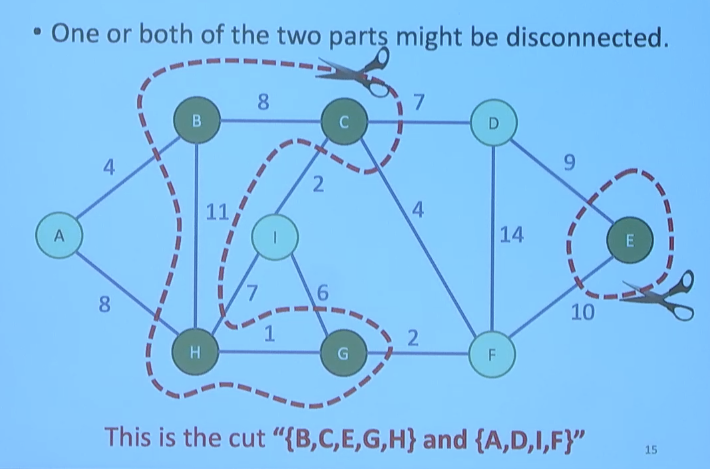 • One or both of the two parts might be disconnected.
8
7
B
C
D
4
9
2
11
4
14
A
I
E
8
7
6
10
1
2
H
G
F
This is the cut “{B,C,E,G,H} and {A,D,I,F}”
15